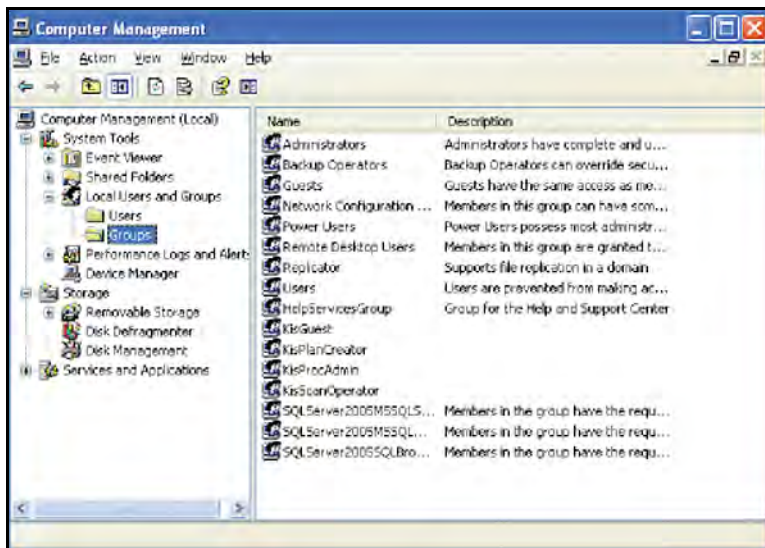 Computer Management
File Action View Window Help
Computer Management (Local)
System Tools
Event Viewer
Shared Folders
Local Users and Groups
Users
Groups
Performance Logs and Alert
Device Manager
Storage
Removable Storage
Disk Defragmenter
Disk Management
Services and Applications
Name Description
Administrators Administrators have complete and u...
Backup Operators Backup Operators can override secu...
Guests Guests have the same access as me...
Network Configuration ... Members in this group can have som...
Power Users Power Users possess most administr...
Remote Desktop Users Members in this group are granted t...
Replicator Supports file replication in a domain
Users Users are prevented from making ac...
HelpServicesGroup Group for the Help and Support Center
KisGuest
KisPlanCreator
KisProcAdmin
KisScanOperator
SQLServer2005MSSQLS... Members in the group have the requ...
SQLServer2005MSSQL... Members in the group have the requ...
SQLServer2005SQLBro... Members in the group have the requ...